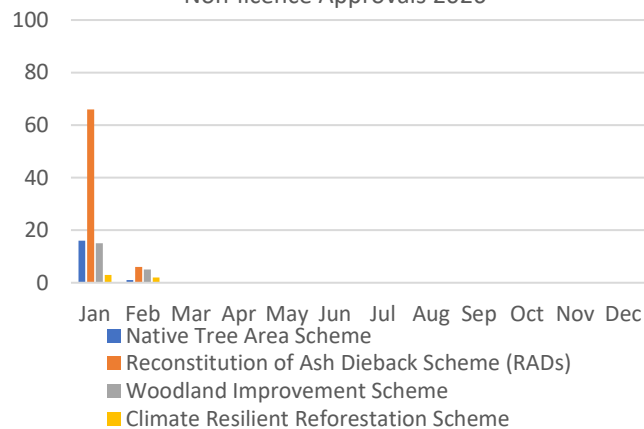 Non-licence Approvals
100
80
60
40
20
0
Jan Feb Mar Apr May Jun Jul Aug Sep Oct Nov Dec
Native Tree Area Scheme
Reconstitution of Ash Dieback Scheme (RADs)
Woodland Improvement Scheme
Climate Resilient Reforestation Scheme